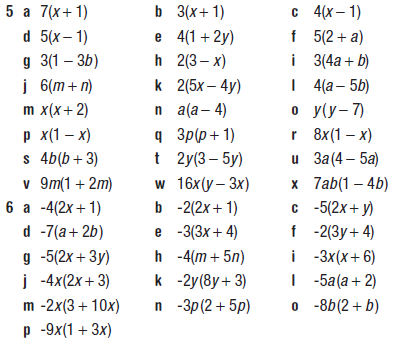 5 a 7(x + 1) b 3(x + 1) c 4(x – 1)
d 5(x – 1) e 4(1 + 2y) f 5(2 + a)
g 3(1 – 3b) h 2(3 – x) i 3(4a + b)
j 6(m + n) k 2(5x – 4y) l 4(a – 5b)
m x(x + 2) n a(a – 4) o y(y – 7)
p x(1 – x) q 3p(p + 1) r 8x(1 – x)
s 4b(b + 3) t 2y(3 – 5y) u 3a(4 – 5a)
v 9m(1 + 2m) w 16x(y – 3x) x 7ab(1 – 4b)
6 a -4(2x + 1) b -2(2x + 1) c -5(2x + y)
d -7(a + 2b) e -3(3x + 4) f -2(3y + 4)
g -5(2x + 3y) h -4(m + 5n) i -3x(x + 6)
j -4x(2x + 3) k -2y(8y + 3) l -5a(a + 2)
m -2x(3 + 10x) n -3p(2 + 5p) o -8b(2 + b)
p -9x(1 + 3x)